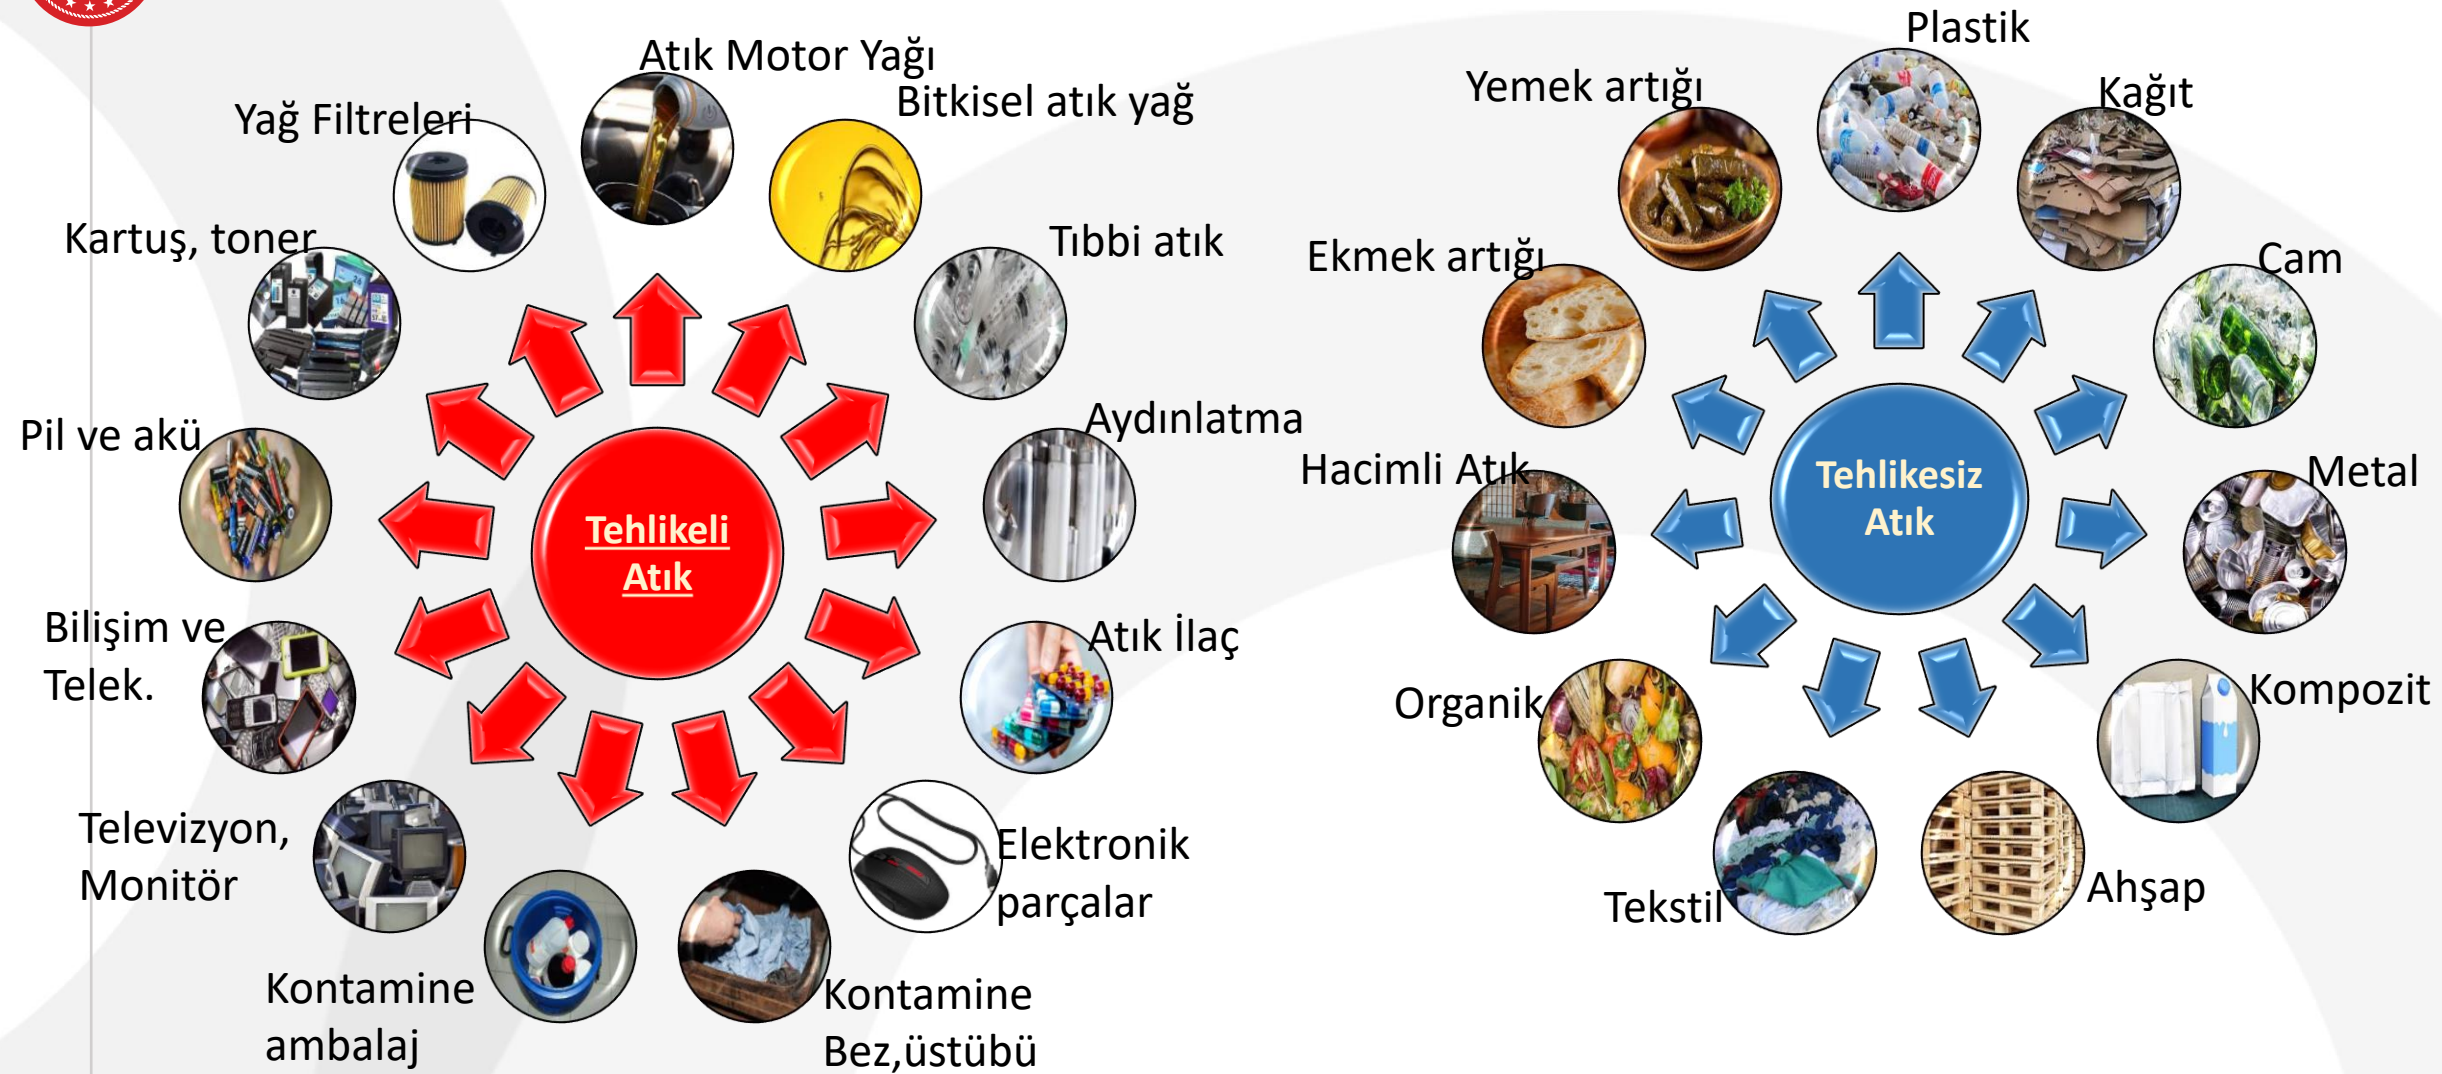 Tehlikeli
Atık
Atık Motor Yağı
Bitkisel atık yağ
Tıbbi atık
Aydınlatma
Atık İlaç
Elektronik
parçalar
Kontamine
Bez,üstübü
Kontamine
ambalaj
Televizyon,
Monitör
Bilişim ve
Telek.
Pil ve akü
Kartuş, toner
Yağ Filtreleri
Tehlikesiz
Atık
Plastik
Kağıt
Cam
Metal
Kompozit
Ahşap
Tekstil
Organik
Hacimli Atık
Ekmek artığı
Yemek artığı